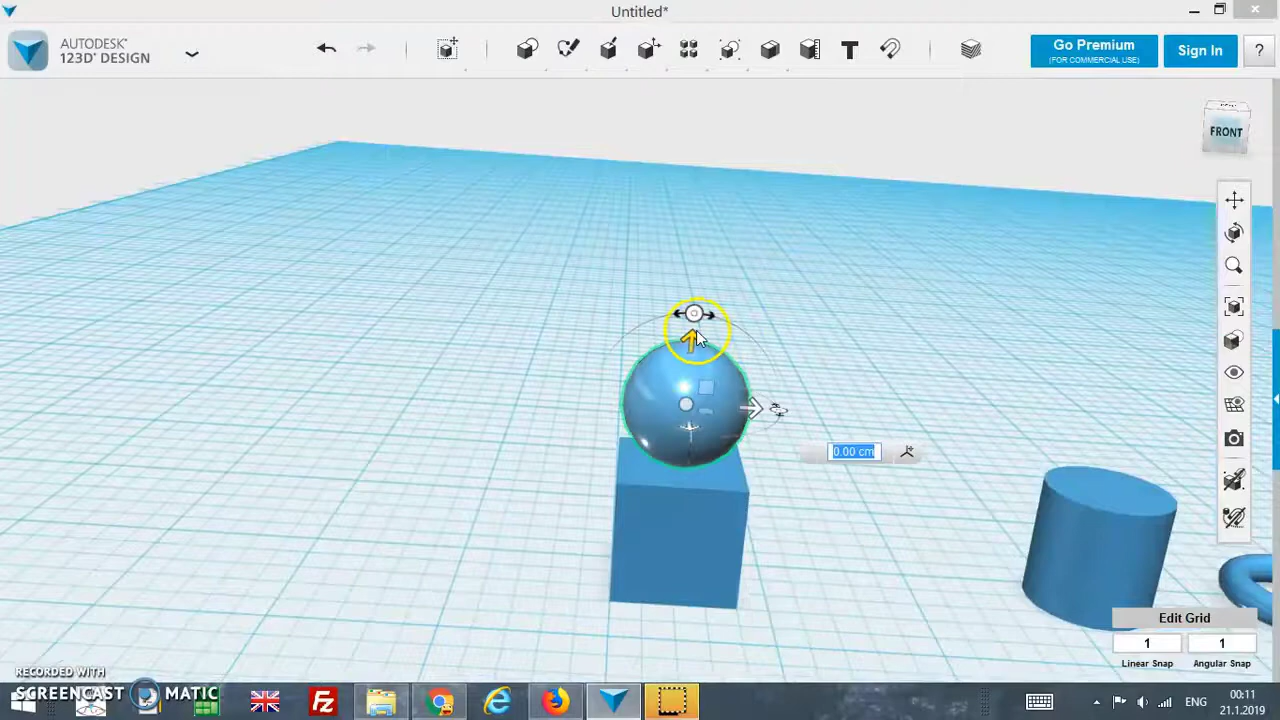 Untitled*
AUTODESK®
123D® DESIGN
T
Go Premium
(FOR COMMERCIAL USE)
Sign In
?
FRONT
0.00 cm
Edit Grid
1
1
Linear Snap
Angular Snap
RECORDED WITH
SCREENCAST MATIC
ENG
00:11
21.1.2019